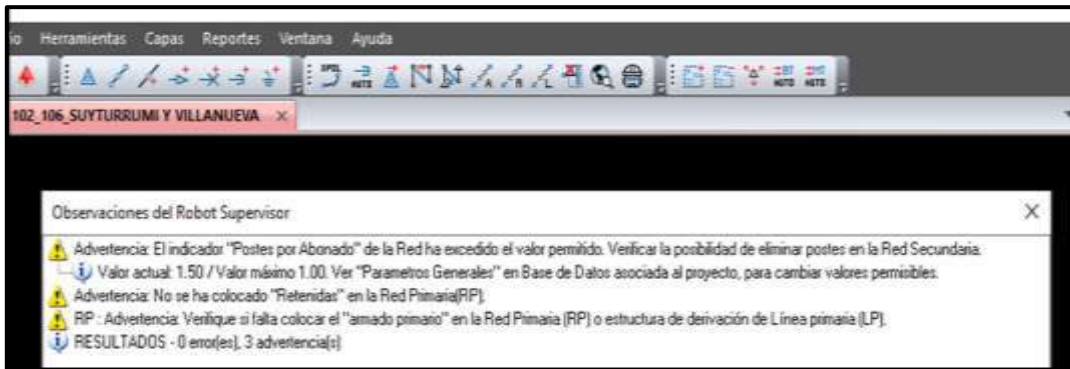 io Herramientas Capas Reportes Ventana Ayuda
102_106_SUYTURRUMI Y VILLANUEVA ×
Observaciones del Robot Supervisor
Advertencia: El indicador "Postes por Abonado" de la Red ha excedido el valor permitido. Verificar la posibilidad de eliminar postes en la Red Secundaria.
Valor actual: 1.50 / Valor máximo 1.00. Ver "Parametros Generales" en Base de Datos asociada al proyecto, para cambiar valores permisibles.
Advertencia: No se ha colocado "Retenidas" en la Red Primaria(RP).
RP : Advertencia: Verifique si falta colocar el "armado primario" en la Red Primaria (RP) o estructura de derivación de Línea primaria (LP).
RESULTADOS - 0 error(es), 3 advertencia(s)